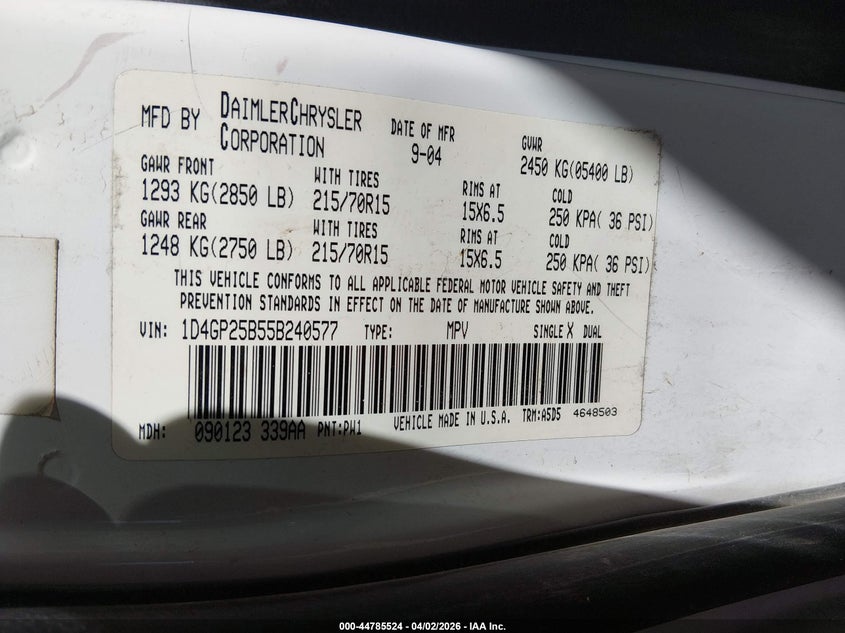 MFD BY DAIMLERCHRYSLER CORPORATION DATE OF MFR 9-04 GVWR 2450 KG(05400 LB)
GAWR FRONT WITH TIRES RIMS AT COLD
1293 KG(2850 LB) 215/70R15 15X6.5 250 KPA( 36 PSI)
GAWR REAR WITH TIRES RIMS AT COLD
1248 KG(2750 LB) 215/70R15 15X6.5 250 KPA( 36 PSI)
THIS VEHICLE CONFORMS TO ALL APPLICABLE FEDERAL MOTOR VEHICLE SAFETY AND THEFT
PREVENTION STANDARDS IN EFFECT ON THE DATE OF MANUFACTURE SHOWN ABOVE.
VIN: 1D4GP25B55B240577 TYPE: MPV SINGLE X DUAL
MDH: 090123 339AA PNT:PW1 VEHICLE MADE IN U.S.A. TRM:A5D5 4648503
000-44785524 - 04/02/2026 - IAA Inc.